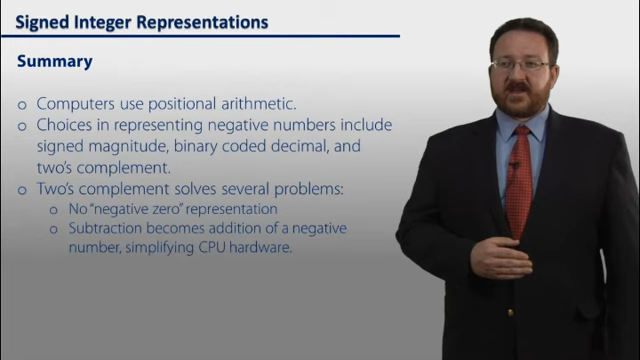 Signed Integer Representations
Summary
o Computers use positional arithmetic.
o Choices in representing negative numbers include
signed magnitude, binary coded decimal, and
two's complement.
o Two's complement solves several problems:
o No "negative zero" representation
o Subtraction becomes addition of a negative
number, simplifying CPU hardware.